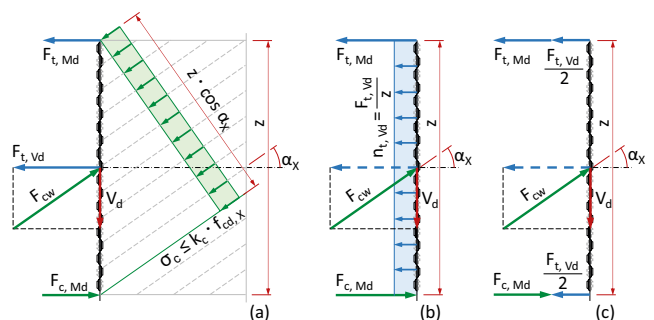 F_t, Md
z · cos α_X
z
F_t, Vd
α_X
F_cw
V_d
σ_c ≤ k_c · f_cd, X
F_c, Md
(a)
F_t, Md
n_t, Vd = F_t, Vd / z
z
α_X
F_cw
V_d
F_c, Md
(b)
F_t, Md
F_t, Vd / 2
z
α_X
F_cw
V_d
F_t, Vd / 2
F_c, Md
(c)